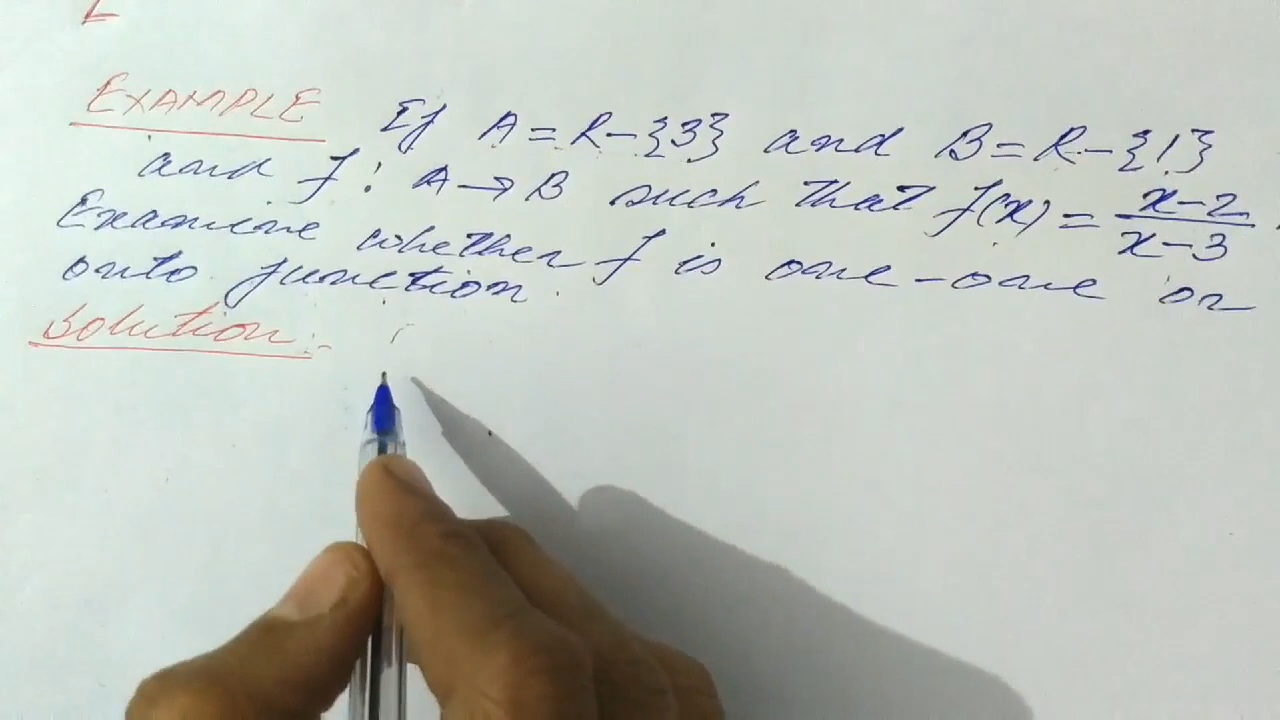 EXAMPLE If A = R - {3} and B = R - {1}
and f : A → B such that f(x) = x-2/x-3 .
Examine whether f is one-one or
onto function.
Solution:-